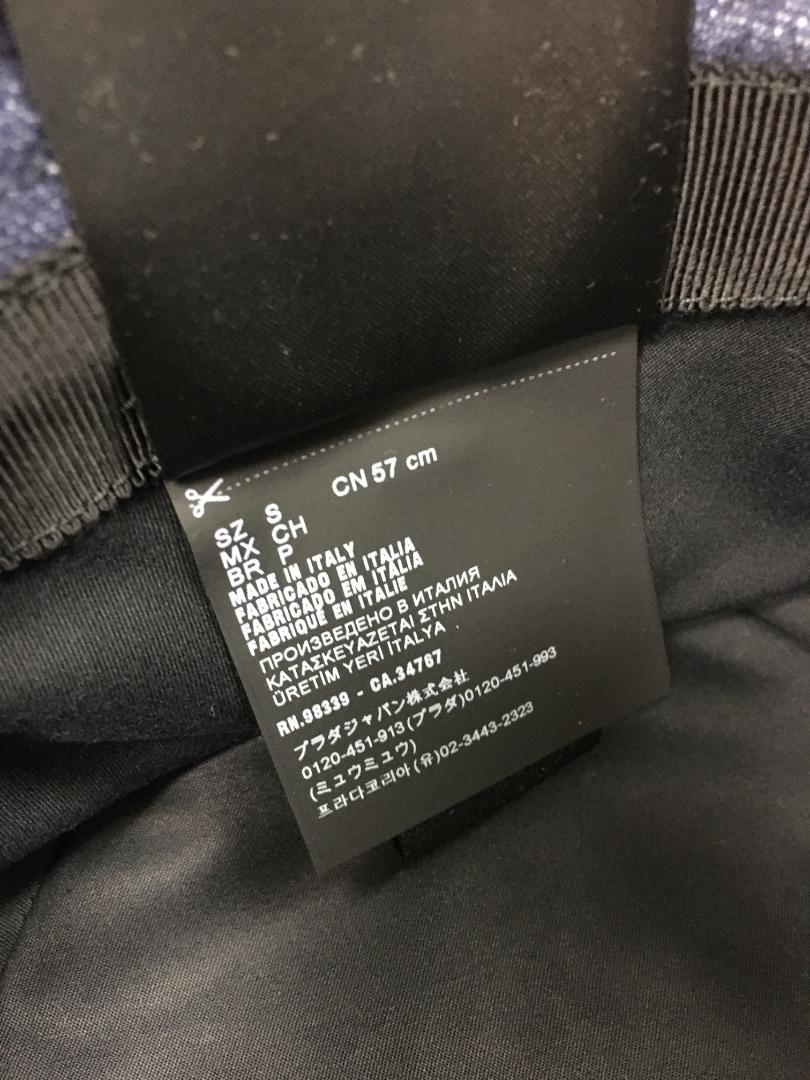 CN 57 cm
SZ S
MX CH
BR P
MADE IN ITALY
FABRICADO EN ITALIA
FABRICADO EM ITALIA
FABRIQUE EN ITALIE
ПРОИЗВЕДЕНО В ИТАЛИЯ
ΚΑΤΑΣΚΕΥΑΖΕΤΑΙ ΣΤΗΝ ΙΤΑΛΙΑ
ÜRETİM YERİ İTALYA
RN.98339 - CA.34767
プラダジャパン株式会社
0120-451-913(プラダ)0120-451-993
(ミュウミュウ)
프라다코리아(유)02-3443-2323